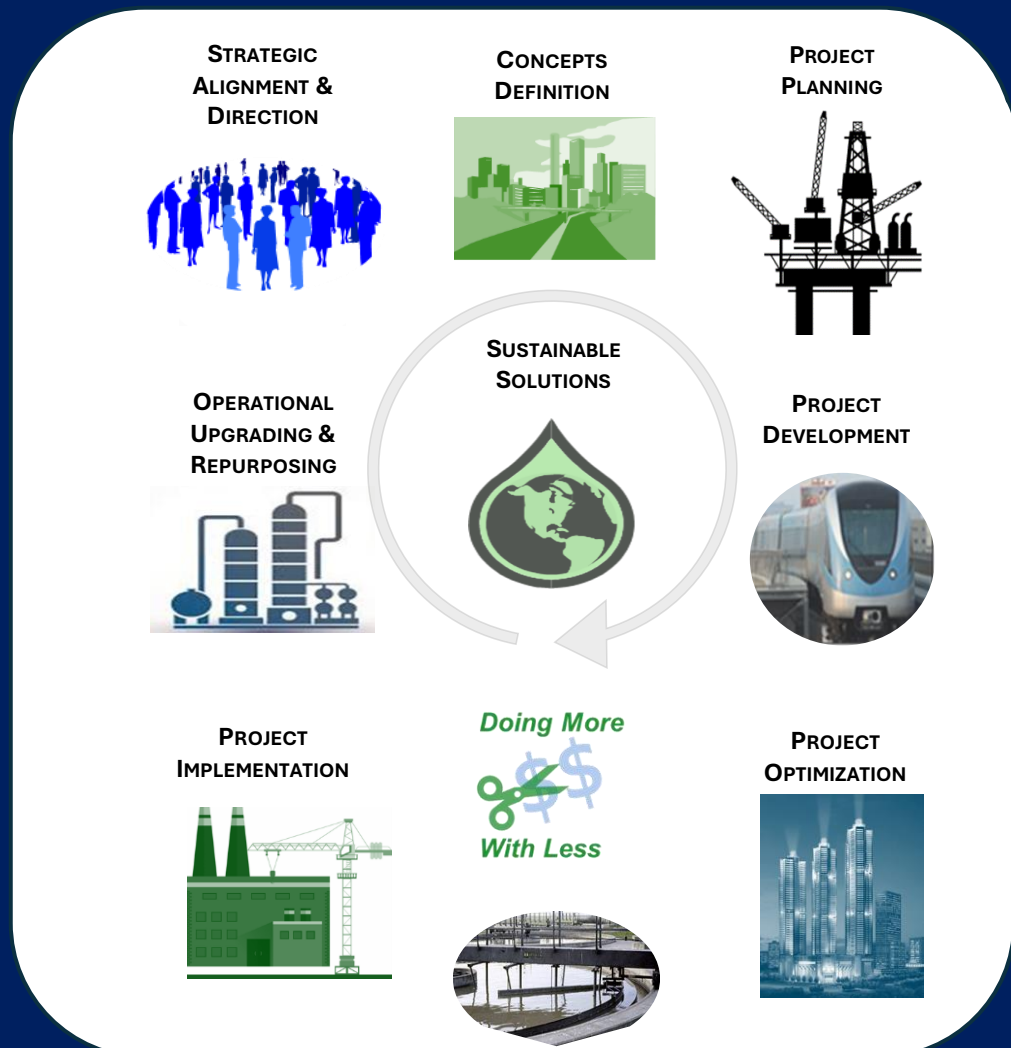 STRATEGIC
ALIGNMENT &
DIRECTION
CONCEPTS
DEFINITION
PROJECT
PLANNING
SUSTAINABLE
SOLUTIONS
OPERATIONAL
UPGRADING &
REPURPOSING
PROJECT
DEVELOPMENT
PROJECT
IMPLEMENTATION
Doing More
$$
With Less
PROJECT
OPTIMIZATION